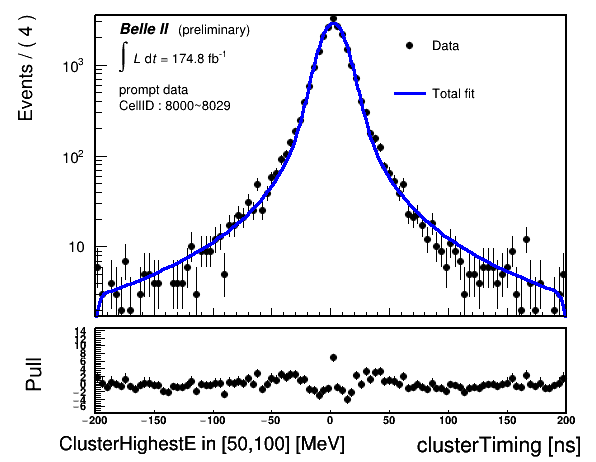 Belle II (preliminary)
∫ L dt = 174.8 fb⁻¹
prompt data
CellID : 8000~8029
Data
Total fit
Events / ( 4 )
10³
10²
10
Pull
14
12
10
8
6
4
2
0
−2
−4
−6
−200 −150 −100 −50 0 50 100 150 200
ClusterHighestE in [50,100] [MeV] clusterTiming [ns]